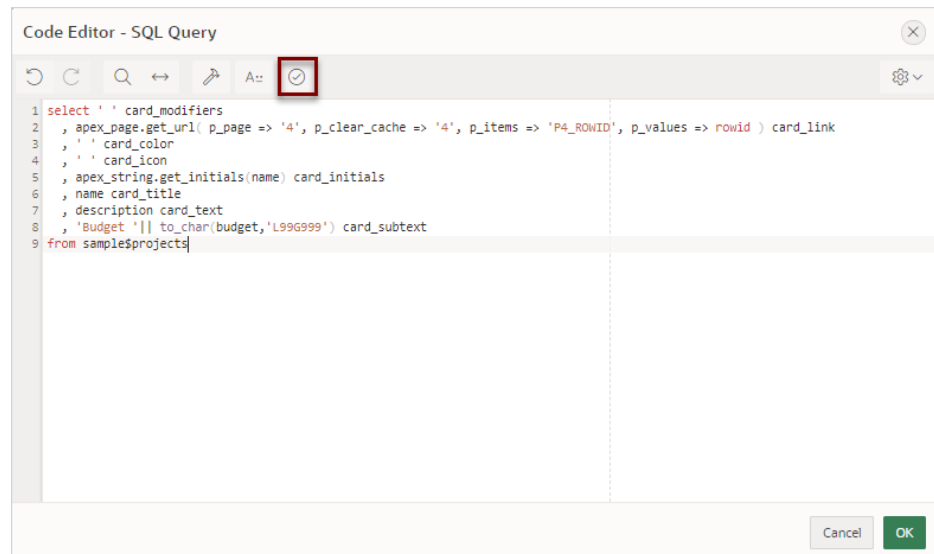 Code Editor - SQL Query
A::
1 select ' ' card_modifiers
2 , apex_page.get_url( p_page => '4', p_clear_cache => '4', p_items => 'P4_ROWID', p_values => rowid ) card_link
3 , ' ' card_color
4 , ' ' card_icon
5 , apex_string.get_initials(name) card_initials
6 , name card_title
7 , description card_text
8 , 'Budget '|| to_char(budget,'L99G999') card_subtext
9 from sample$projects
Cancel OK